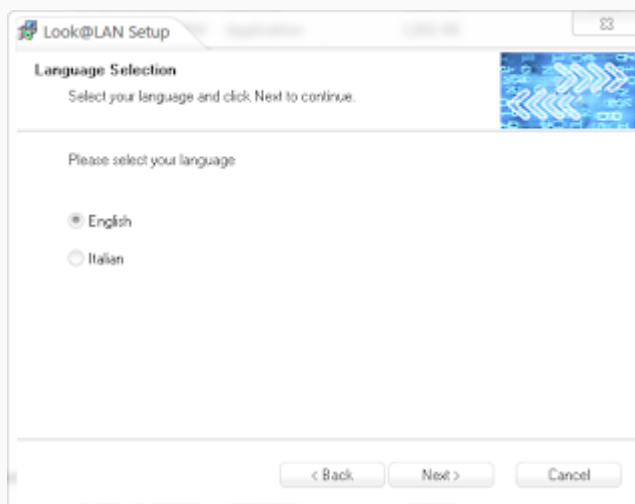 Look@LAN Setup
Language Selection
Select your language and click Next to continue.
Please select your language
English
Italian
< Back
Next >
Cancel